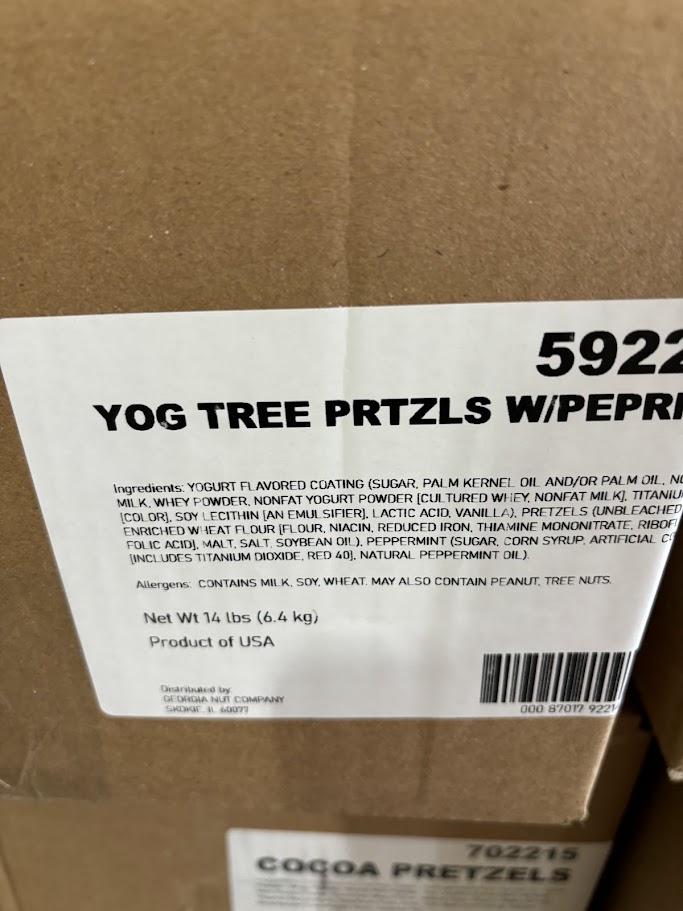 5922
YOG TREE PRTZLS W/PEPR
Ingredients: YOGURT FLAVORED COATING (SUGAR, PALM KERNEL OIL AND/OR PALM OIL,
MILK, WHEY POWDER, NONFAT YOGURT POWDER [CULTURED WHEY, NONFAT MILK], TITANIU
[COLOR], SOY LECITHIN [AN EMULSIFIER], LACTIC ACID, VANILLA), PRETZELS (UNBLEACHED
ENRICHED WHEAT FLOUR [FLOUR, NIACIN, REDUCED IRON, THIAMINE MONONITRATE, RIBOF
FOLIC ACID], MALT, SALT, SOYBEAN OIL), PEPPERMINT (SUGAR, CORN SYRUP, ARTIFICIAL
[INCLUDES TITANIUM DIOXIDE, RED 40], NATURAL PEPPERMINT OIL).
Allergens: CONTAINS MILK, SOY, WHEAT. MAY ALSO CONTAIN PEANUT, TREE NUTS.
Net Wt 14 lbs (6.4 kg)
Product of USA
Distributed by
GEORGIA NUT COMPANY
SKOKIE, IL 60077
000 87017 9221
702215
COCOA PRETZELS